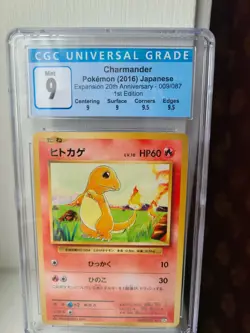 CGC UNIVERSAL GRADE
Mint
9
Charmander
Pokémon (2016) Japanese
Expansion 20th Anniversary - 009/087
1st Edition
Centering Surface Corners Edges
9 9 9.5 9.5
ヒトカゲ
HP60
ひっかく 10
ひのこ 30